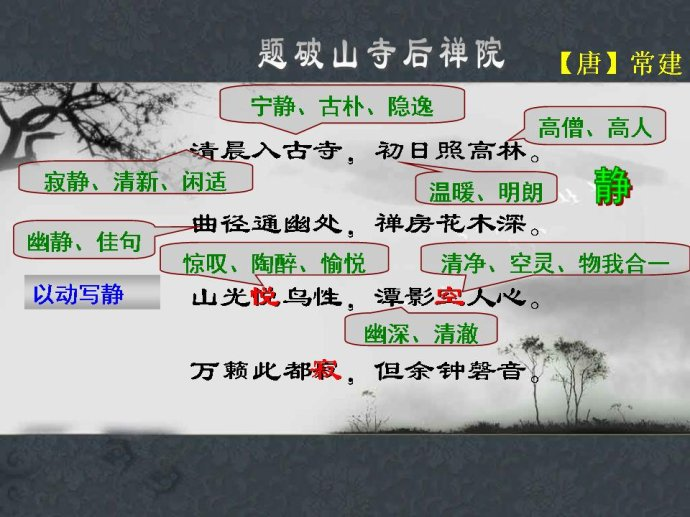 题破山寺后禅院
【唐】常建
宁静、古朴、隐逸
高僧、高人
清晨入古寺，初日照高林。
寂静、清新、闲适
温暖、明朗
静
曲径通幽处，禅房花木深。
幽静、佳句
惊叹、陶醉、愉悦
清净、空灵、物我合一
以动写静
山光悦鸟性，潭影空人心。
幽深、清澈
万籁此都寂，但余钟磬音。